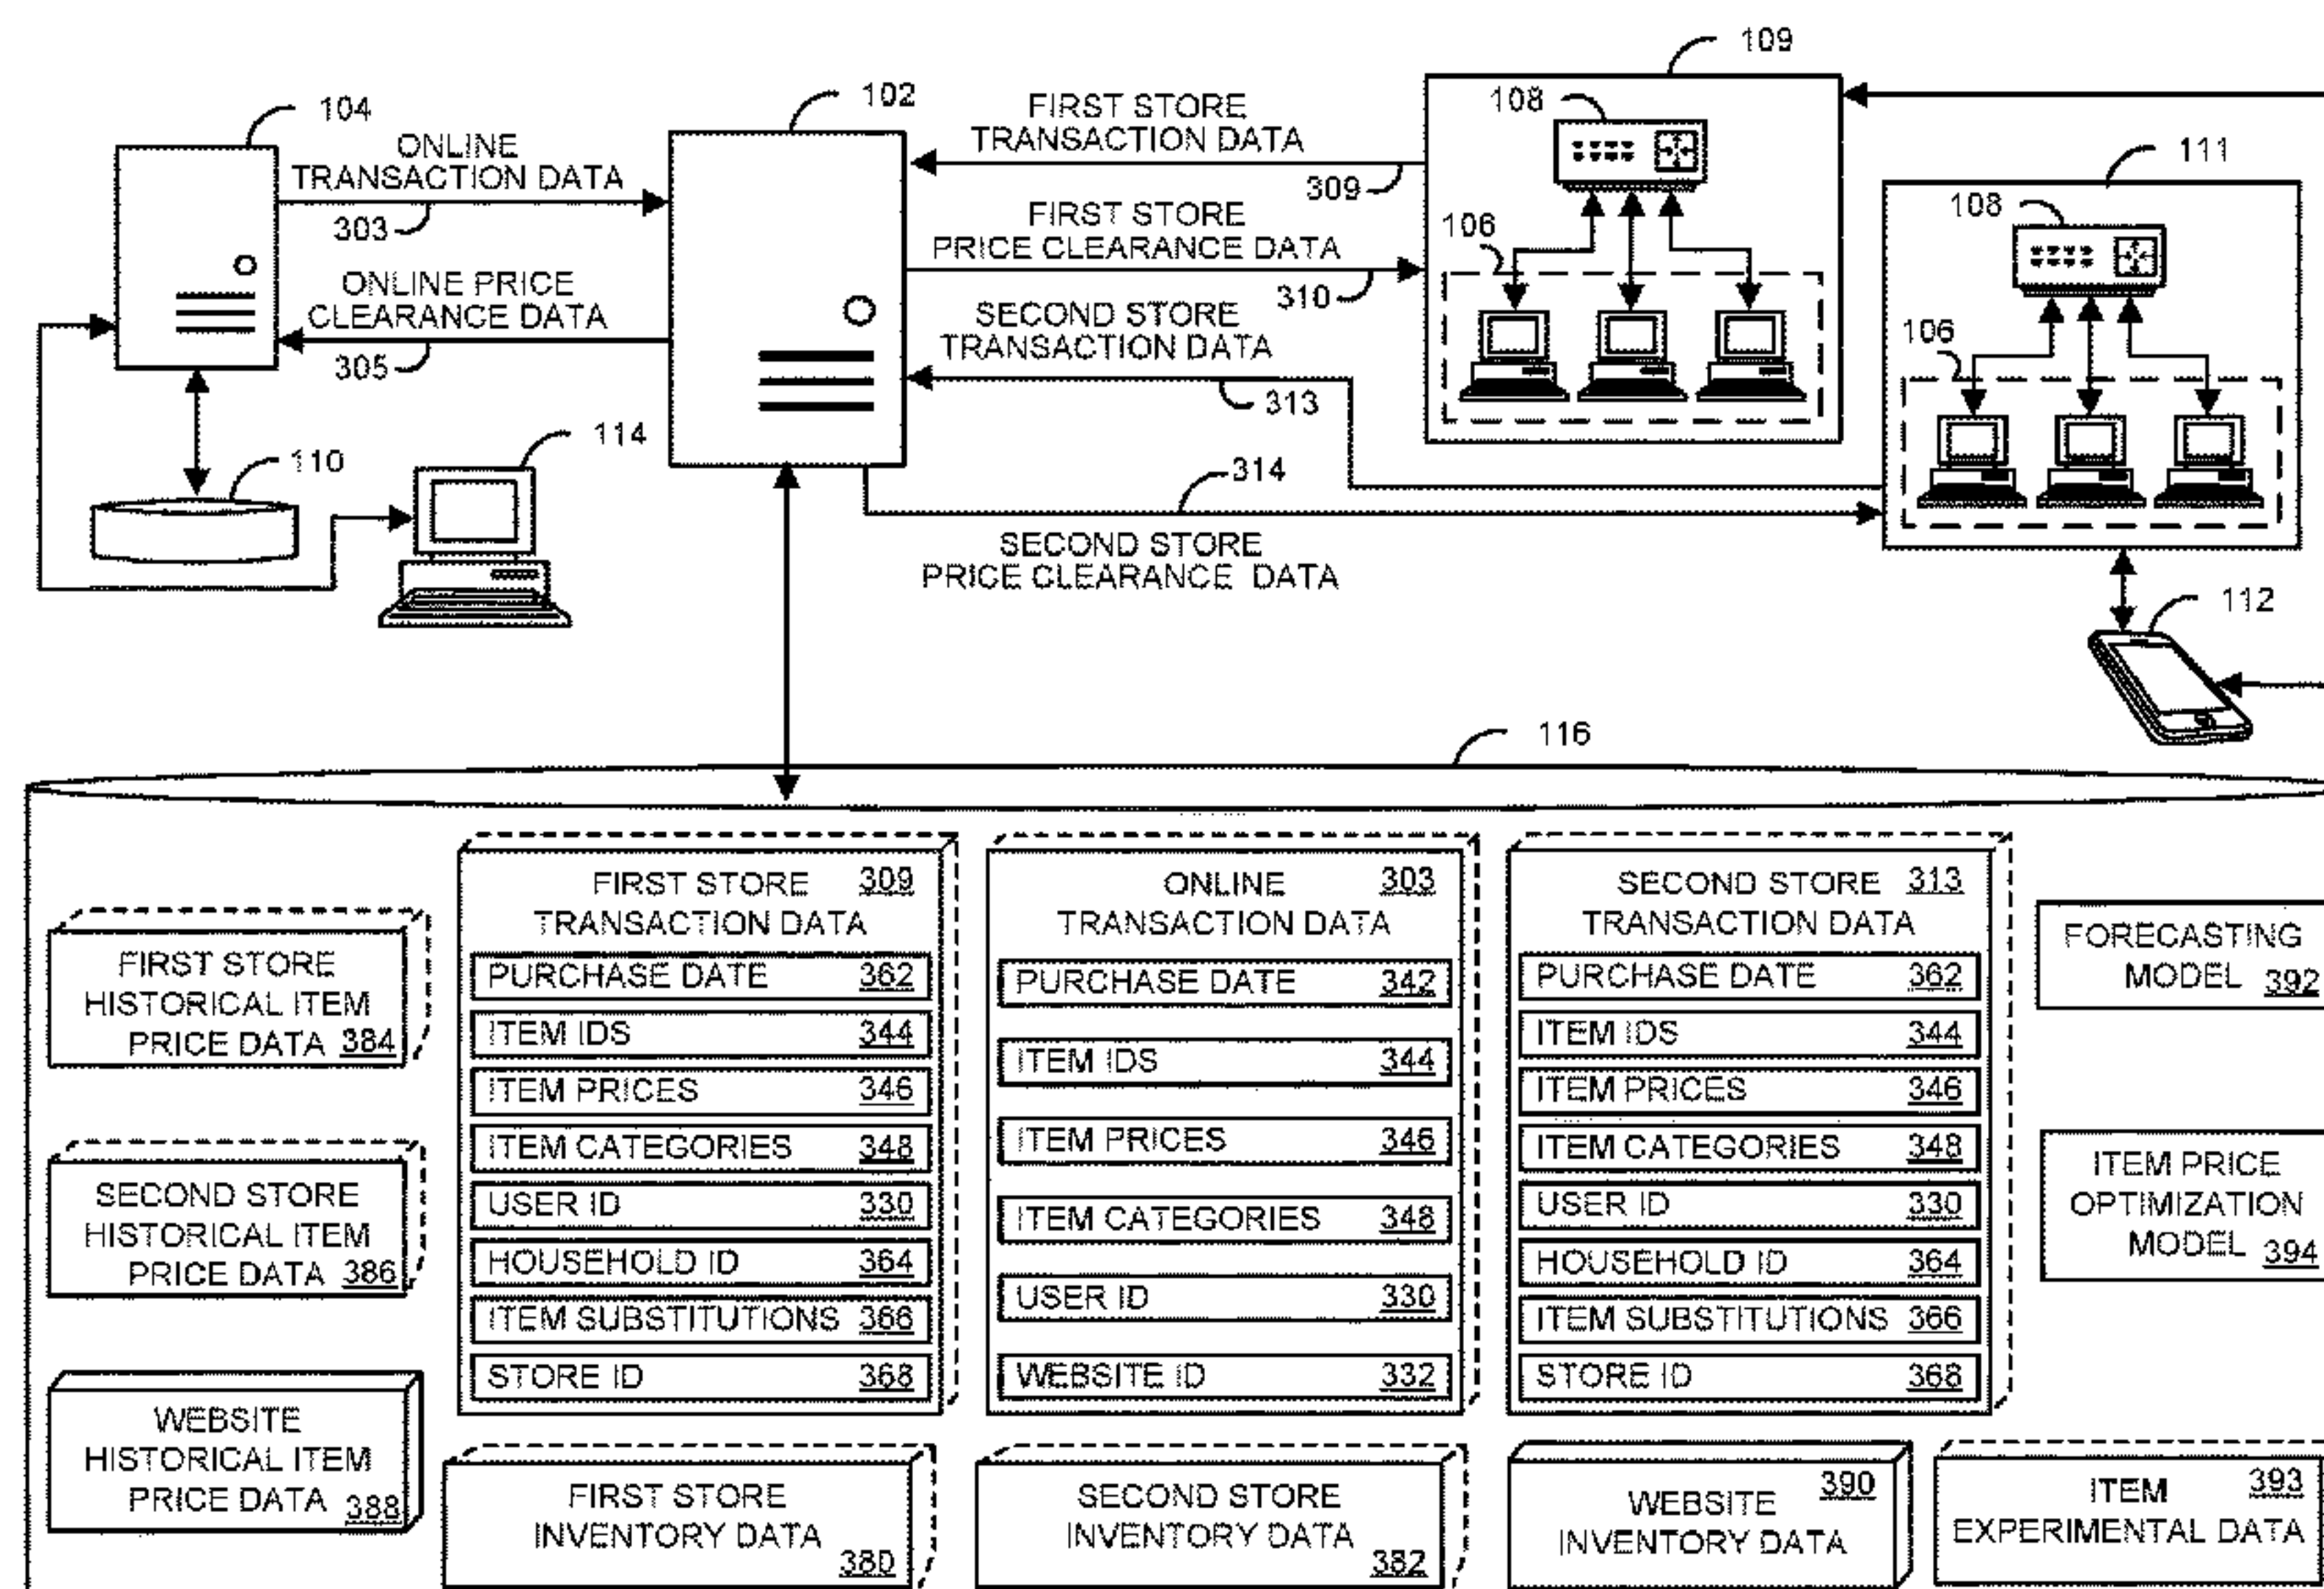 109
104
102
FIRST STORE
TRANSACTION DATA
108
ONLINE
TRANSACTION DATA
111
309
303
FIRST STORE
PRICE CLEARANCE DATA
106
108
ONLINE PRICE
CLEARANCE DATA
310
SECOND STORE
TRANSACTION DATA
106
305
313
114
110
314
SECOND STORE
PRICE CLEARANCE DATA
112
116
FIRST STORE
HISTORICAL ITEM
PRICE DATA 384
SECOND STORE
HISTORICAL ITEM
PRICE DATA 386
WEBSITE
HISTORICAL ITEM
PRICE DATA 388
FIRST STORE 309
TRANSACTION DATA
PURCHASE DATE 362
ITEM IDS 344
ITEM PRICES 346
ITEM CATEGORIES 348
USER ID 330
HOUSEHOLD ID 364
ITEM SUBSTITUTIONS 366
STORE ID 368
ONLINE 303
TRANSACTION DATA
PURCHASE DATE 342
ITEM IDS 344
ITEM PRICES 346
ITEM CATEGORIES 348
USER ID 330
WEBSITE ID 332
SECOND STORE 313
TRANSACTION DATA
PURCHASE DATE 362
ITEM IDS 344
ITEM PRICES 346
ITEM CATEGORIES 348
USER ID 330
HOUSEHOLD ID 364
ITEM SUBSTITUTIONS 366
STORE ID 368
FORECASTING
MODEL 392
ITEM PRICE
OPTIMIZATION
MODEL 394
FIRST STORE
INVENTORY DATA
380
SECOND STORE
INVENTORY DATA
382
390
WEBSITE
INVENTORY DATA
ITEM 393
EXPERIMENTAL DATA